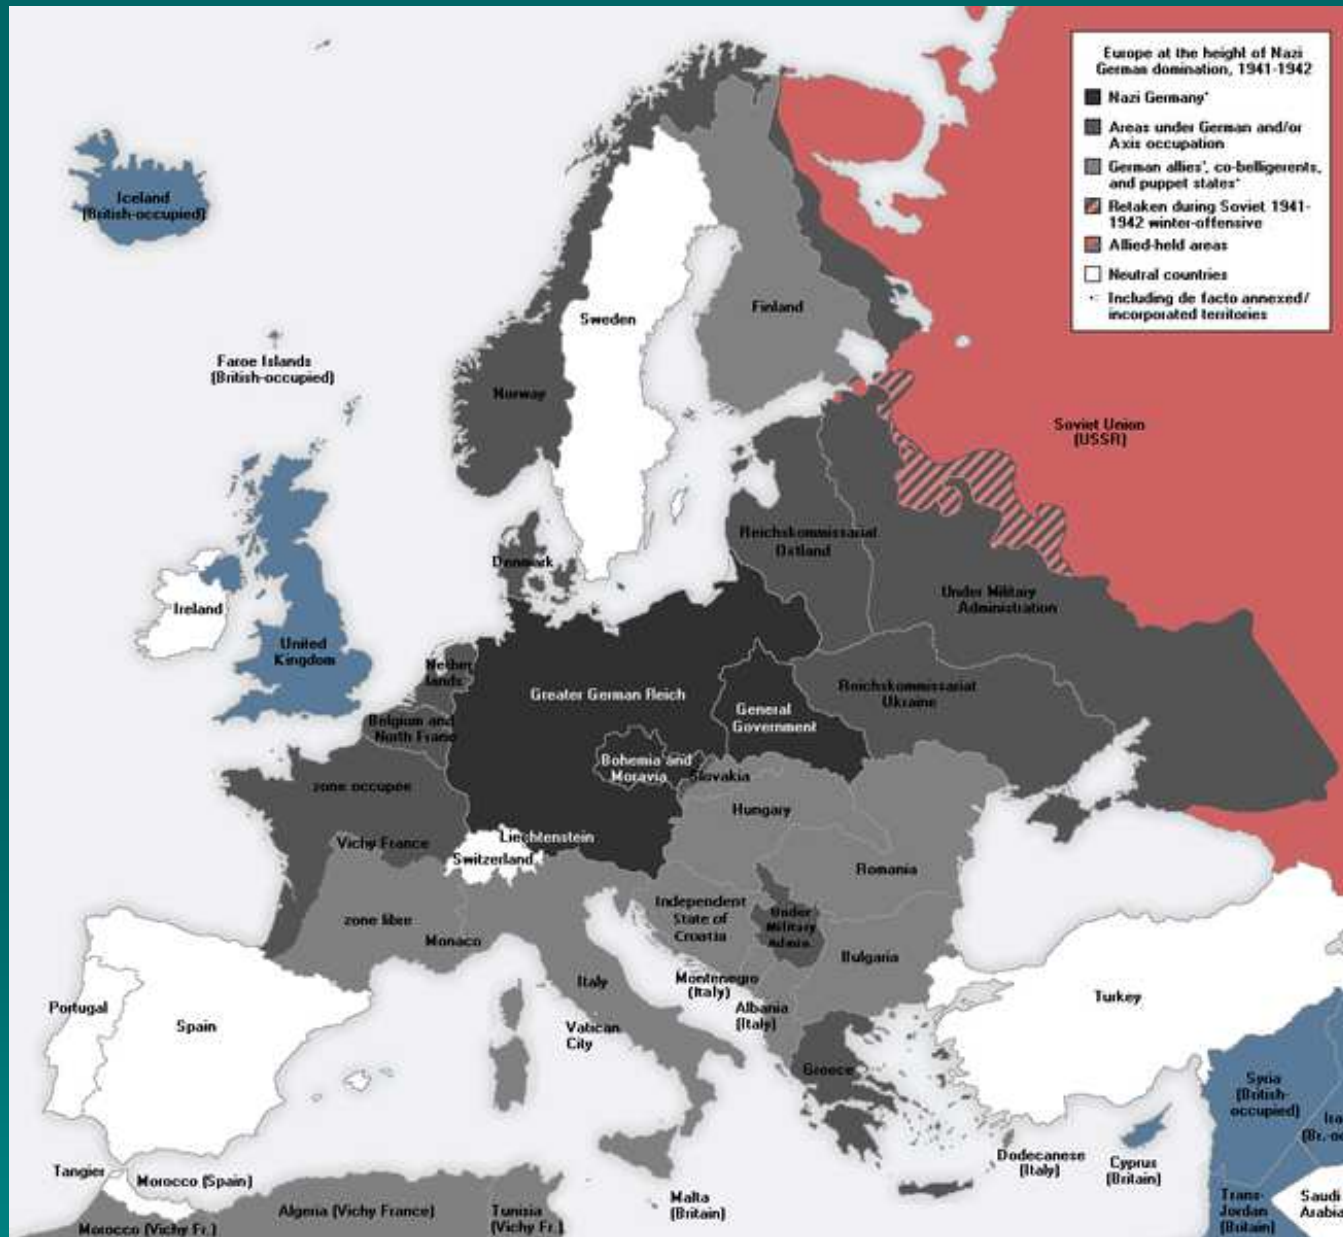 Europe at the height of Nazi
German domination, 1941-1942
Nazi Germany*
Areas under German and/or
Axis occupation
German allies*, co-belligerents,
and puppet states*
Retaken during Soviet 1941-
1942 winter-offensive
Allied-held areas
Neutral countries
Including de facto annexed/
incorporated territories
Iceland
(British-occupied)
Faroe Islands
(British-occupied)
Sweden
Finland
Norway
Soviet Union
(USSR)
Reichskommissariat
Ostland
Denmark
Under Military
Administration
Ireland
United
Kingdom
Nether
lands
Greater German Reich
General
Government
Reichskommissariat
Ukraine
Belgium and
North France
Bohemia and
Moravia
Slovakia
zone occupée
Hungary
Vichy France
Liechtenstein
Switzerland
Romania
zone libre
Monaco
Independent
State of
Croatia
Under
Military
Admin.
Bulgaria
Italy
Montenegro
(Italy)
Albania
(Italy)
Vatican
City
Portugal
Spain
Turkey
Greece
Syria
(British-
occupied)
Dodecanese
(Italy)
Cyprus
(Britain)
Tangier
Morocco (Spain)
Malta
(Britain)
Trans-
Jordan
(Britain)
Saudi
Arabia
Morocco (Vichy Fr.)
Algeria (Vichy France)
Tunisia
(Vichy Fr.)